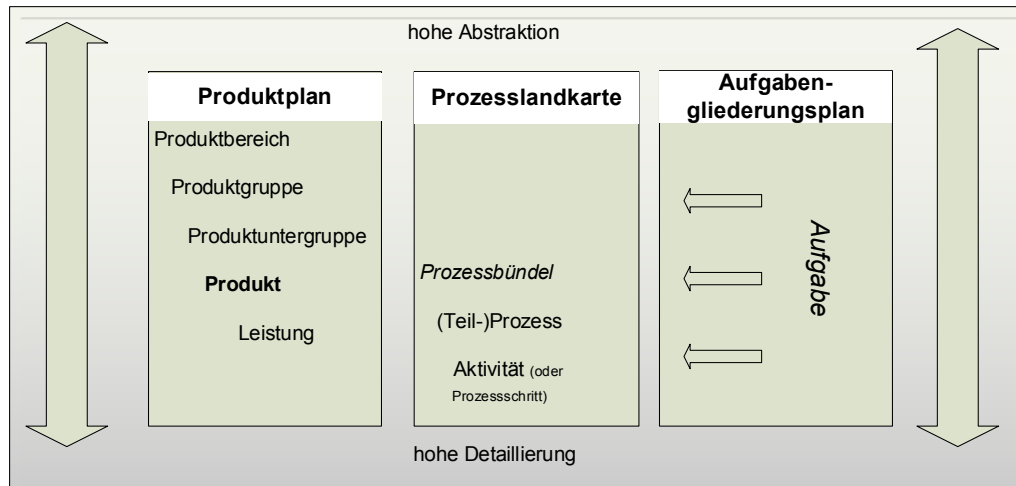 hohe Abstraktion
Produktplan
Produktbereich
Produktgruppe
Produktuntergruppe
Produkt
Leistung
Prozesslandkarte
Prozessbündel
(Teil-)Prozess
Aktivität (oder
Prozessschritt)
Aufgaben-
gliederungsplan
Aufgabe
hohe Detaillierung